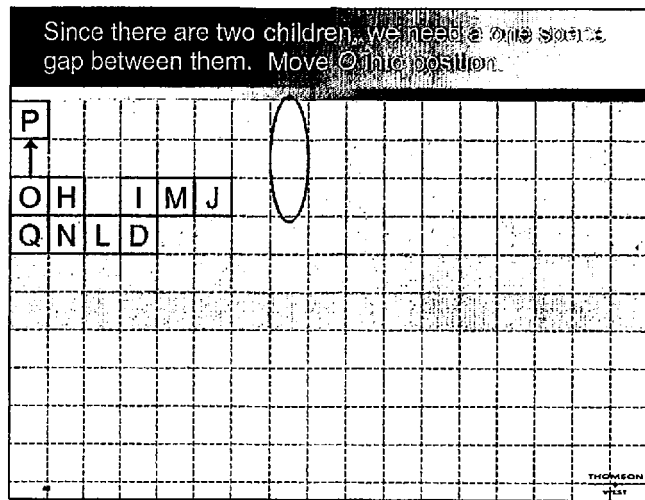 Since there are two children, we need a one space
gap between them. Move O into position.
P
O H I M J
Q N L D
THOMSON
WEST